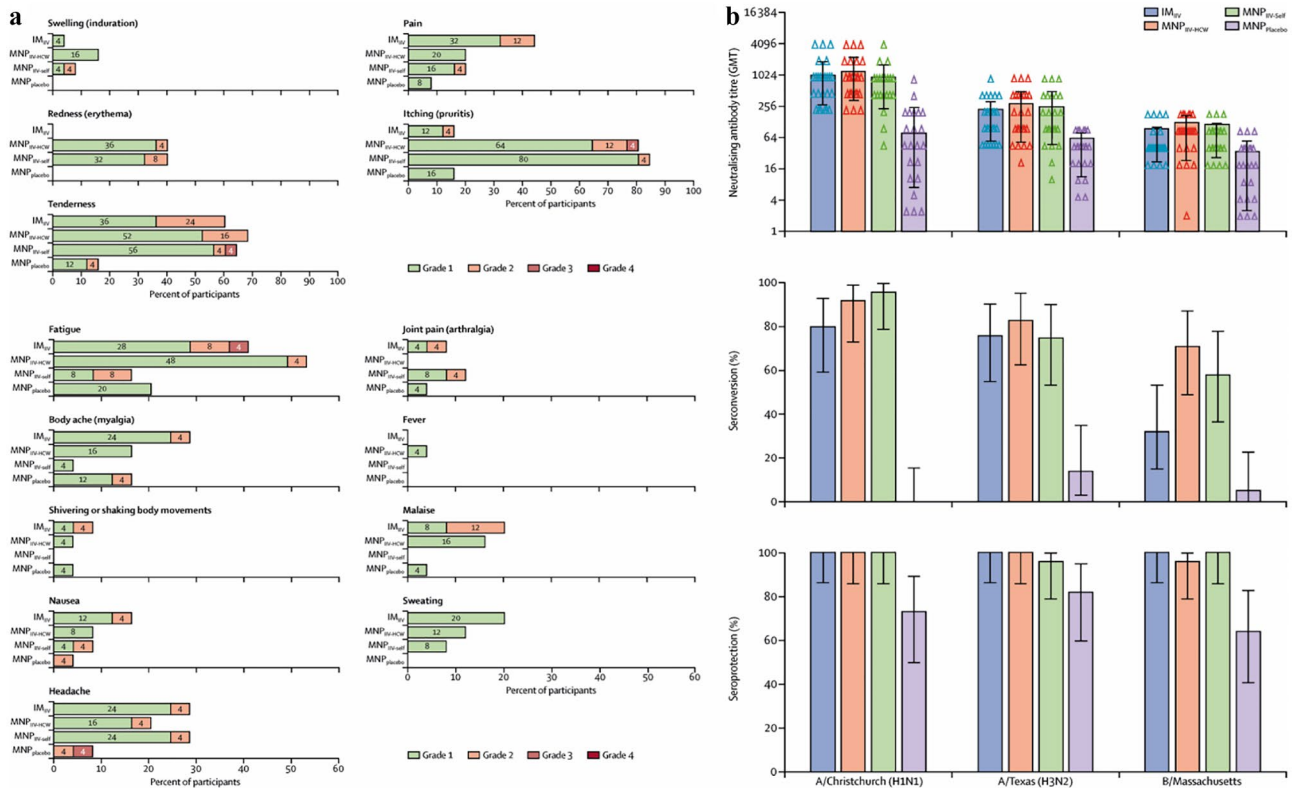 a
Swelling (induration)
IMIIV 4
MNPIIV-HCW 16
MNPIIV-self 4 4
MNPplacebo
Redness (erythema)
IMIIV
MNPIIV-HCW 36 4
MNPIIV-self 32 8
MNPplacebo
Tenderness
IMIIV 36 24
MNPIIV-HCW 52 16
MNPIIV-self 56 4 4
MNPplacebo 12 4
0 10 20 30 40 50 60 70 80 90 100
Percent of participants
Pain
IMIIV 32 12
MNPIIV-HCW 20
MNPIIV-self 16 4
MNPplacebo 8
Itching (pruritis)
IMIIV 12 4
MNPIIV-HCW 64 12 4
MNPIIV-self 80 4
MNPplacebo 16
0 10 20 30 40 50 60 70 80 90 100
Percent of participants
Grade 1 Grade 2 Grade 3 Grade 4
Fatigue
IMIIV 28 8 4
MNPIIV-HCW 48 4
MNPIIV-self 8 8
MNPplacebo 20
Body ache (myalgia)
IMIIV 24 4
MNPIIV-HCW 16
MNPIIV-self 4
MNPplacebo 12 4
Shivering or shaking body movements
IMIIV 4 4
MNPIIV-HCW 4
MNPIIV-self
MNPplacebo 4
Nausea
IMIIV 12 4
MNPIIV-HCW 8
MNPIIV-self 4 4
MNPplacebo 4
Headache
IMIIV 24 4
MNPIIV-HCW 16 4
MNPIIV-self 24 4
MNPplacebo 4 4
0 10 20 30 40 50 60
Percent of participants
Joint pain (arthralgia)
IMIIV 4 4
MNPIIV-HCW
MNPIIV-self 8 4
MNPplacebo 4
Fever
IMIIV
MNPIIV-HCW 4
MNPIIV-self
MNPplacebo
Malaise
IMIIV 8 12
MNPIIV-HCW 16
MNPIIV-self
MNPplacebo 4
Sweating
IMIIV 20
MNPIIV-HCW 12
MNPIIV-self 8
MNPplacebo
0 10 20 30 40 50 60
Percent of participants
Grade 1 Grade 2 Grade 3 Grade 4
b
IMIIV MNPIIV-Self
MNPIIV-HCW MNPPlacebo
Neutralising antibody titre (GMT)
16384
4096
1024
256
64
16
4
1
Serconversion (%)
100
80
60
40
20
0
Seroprotection (%)
100
80
60
40
20
0
A/Christchurch (H1N1) A/Texas (H3N2) B/Massachusetts